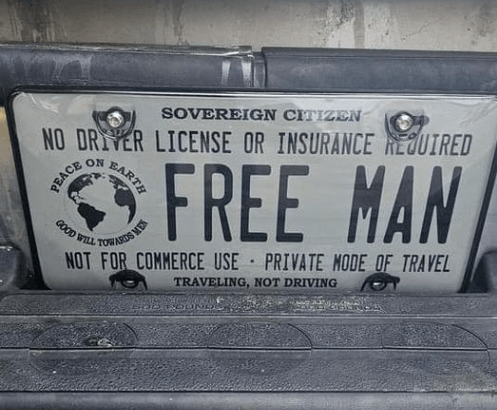 SOVEREIGN CITIZEN
NO DRIVER LICENSE OR INSURANCE REQUIRED
PEACE ON EARTH
GOOD WILL TOWARDS MEN
FREE MAN
NOT FOR COMMERCE USE · PRIVATE MODE OF TRAVEL
TRAVELING, NOT DRIVING